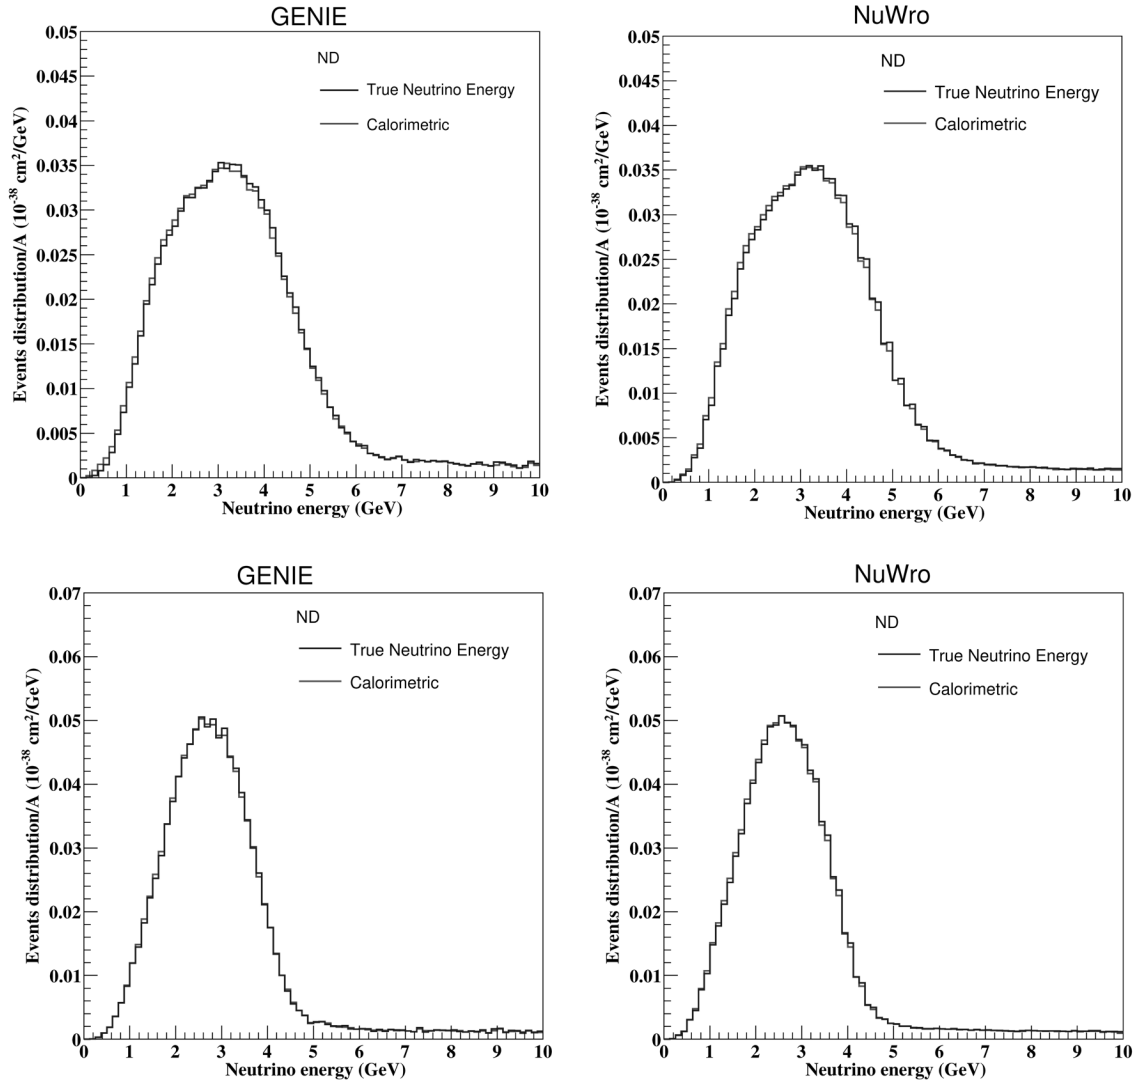 GENIE
0.05
0.045
0.04
0.035
0.03
0.025
0.02
0.015
0.01
0.005
0
Events distribution/A (10⁻³⁸ cm²/GeV)
ND
True Neutrino Energy
Calorimetric
0 1 2 3 4 5 6 7 8 9 10
Neutrino energy (GeV)
NuWro
0.05
0.045
0.04
0.035
0.03
0.025
0.02
0.015
0.01
0.005
0
Events distribution/A (10⁻³⁸ cm²/GeV)
ND
True Neutrino Energy
Calorimetric
0 1 2 3 4 5 6 7 8 9 10
Neutrino energy (GeV)
GENIE
0.07
0.06
0.05
0.04
0.03
0.02
0.01
0
Events distribution/A (10⁻³⁸ cm²/GeV)
ND
True Neutrino Energy
Calorimetric
0 1 2 3 4 5 6 7 8 9 10
Neutrino energy (GeV)
NuWro
0.07
0.06
0.05
0.04
0.03
0.02
0.01
0
Events distribution/A (10⁻³⁸ cm²/GeV)
ND
True Neutrino Energy
Calorimetric
0 1 2 3 4 5 6 7 8 9 10
Neutrino energy (GeV)